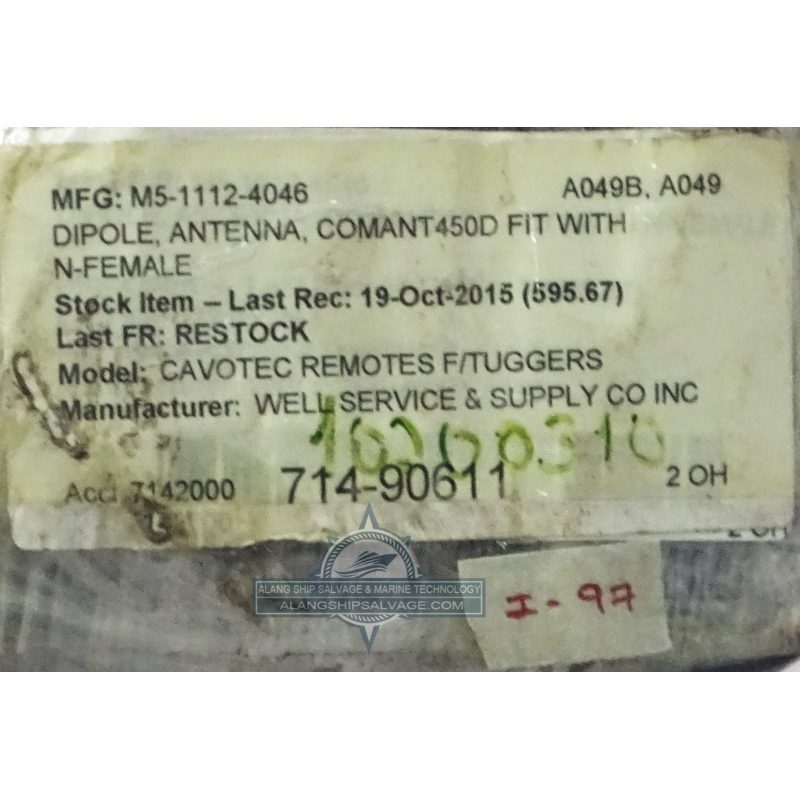 MFG: M5-1112-4046 A049B, A049
DIPOLE, ANTENNA, COMANT450D FIT WITH
N-FEMALE
Stock Item – Last Rec: 19-Oct-2015 (595.67)
Last FR: RESTOCK
Model: CAVOTEC REMOTES F/TUGGERS
Manufacturer: WELL SERVICE & SUPPLY CO INC
10200310
Acct 7142000 714-90611 2 OH
2 OH
ALANG SHIP SALVAGE & MARINE TECHNOLOGY
ALANGSHIPSALVAGE.COM
I-97